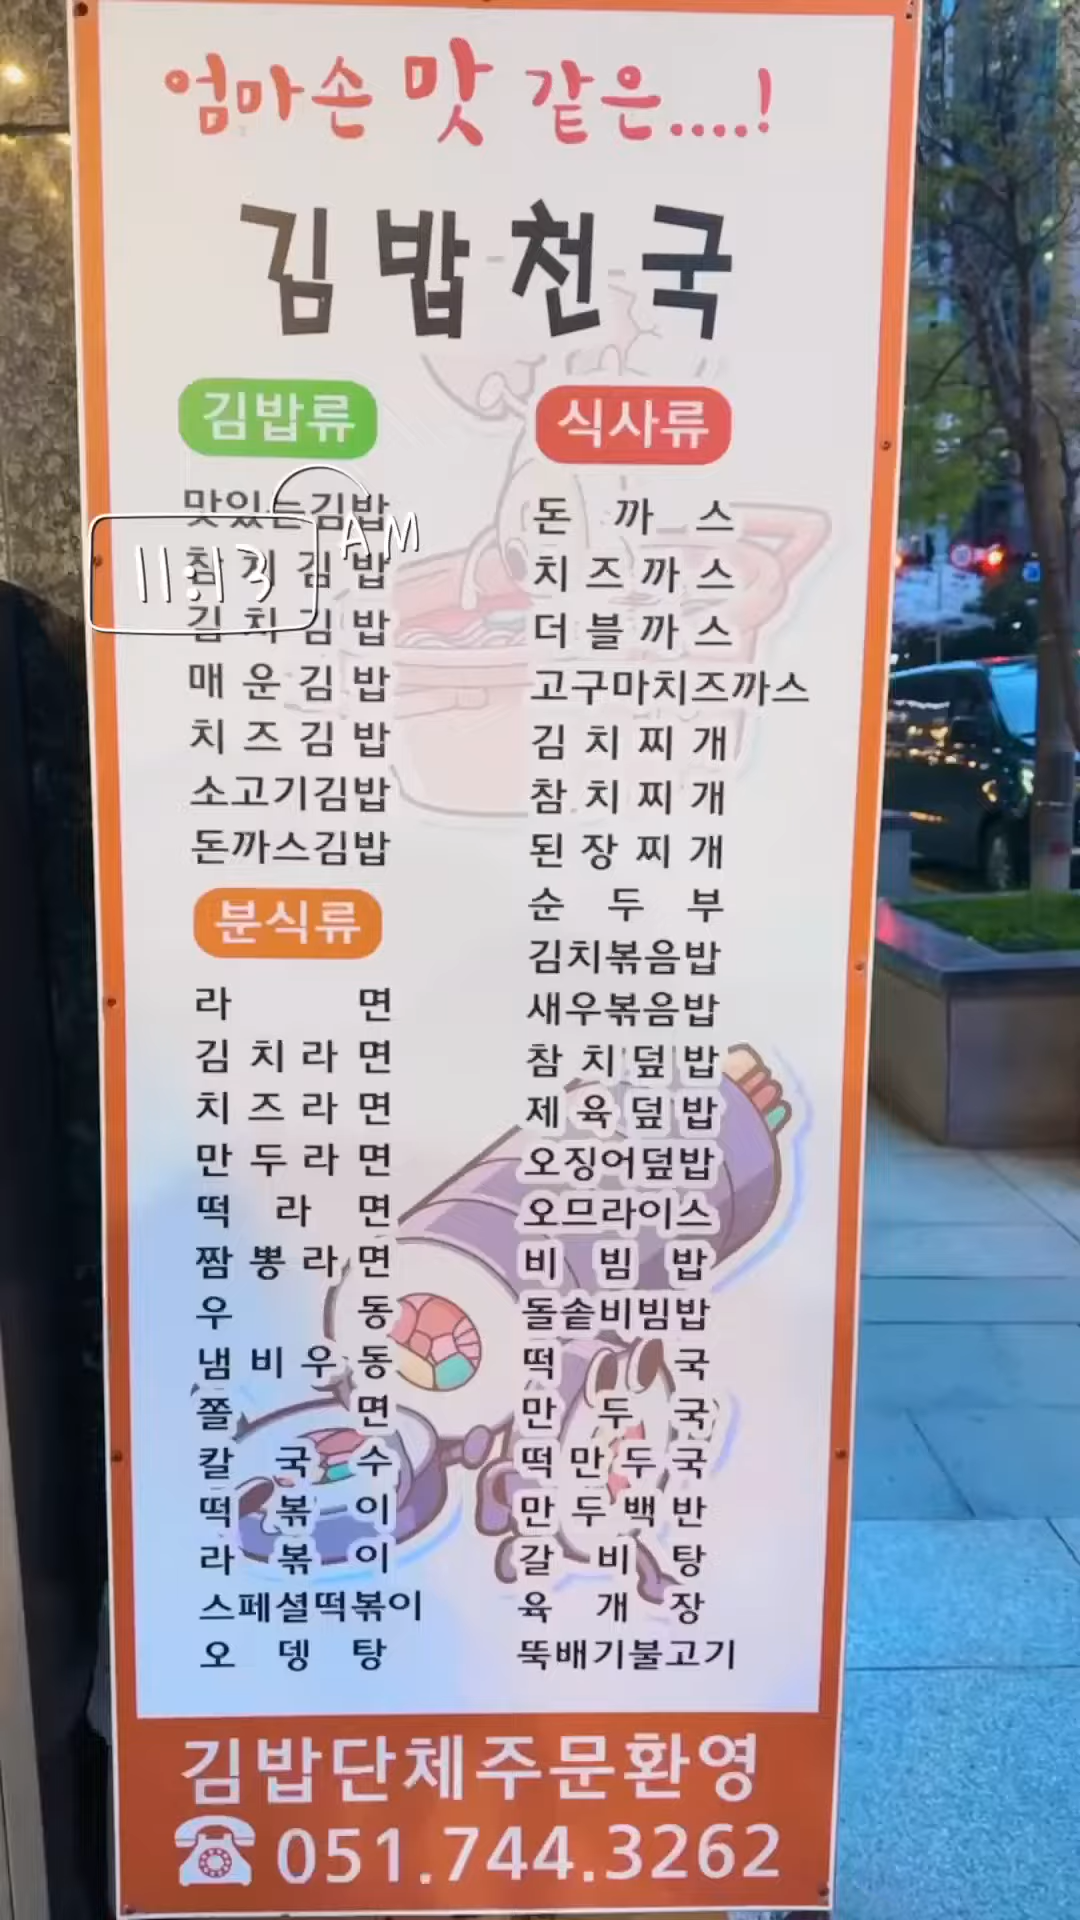 엄마손 맛 같은....!
김밥천국
김밥류
맛있는김밥
11:13 AM
참치김밥
김치김밥
매운김밥
치즈김밥
소고기김밥
돈까스김밥
분식류
라면
김치라면
치즈라면
만두라면
떡라면
짬뽕라면
우동
냄비우동
쫄면
칼국수
떡볶이
라볶이
스페셜떡볶이
오뎅탕
식사류
돈까스
치즈까스
더블까스
고구마치즈까스
김치찌개
참치찌개
된장찌개
순두부
김치볶음밥
새우볶음밥
참치덮밥
제육덮밥
오징어덮밥
오므라이스
비빔밥
돌솥비빔밥
떡국
만두국
떡만두국
만두백반
갈비탕
육개장
뚝배기불고기
김밥단체주문환영
051.744.3262